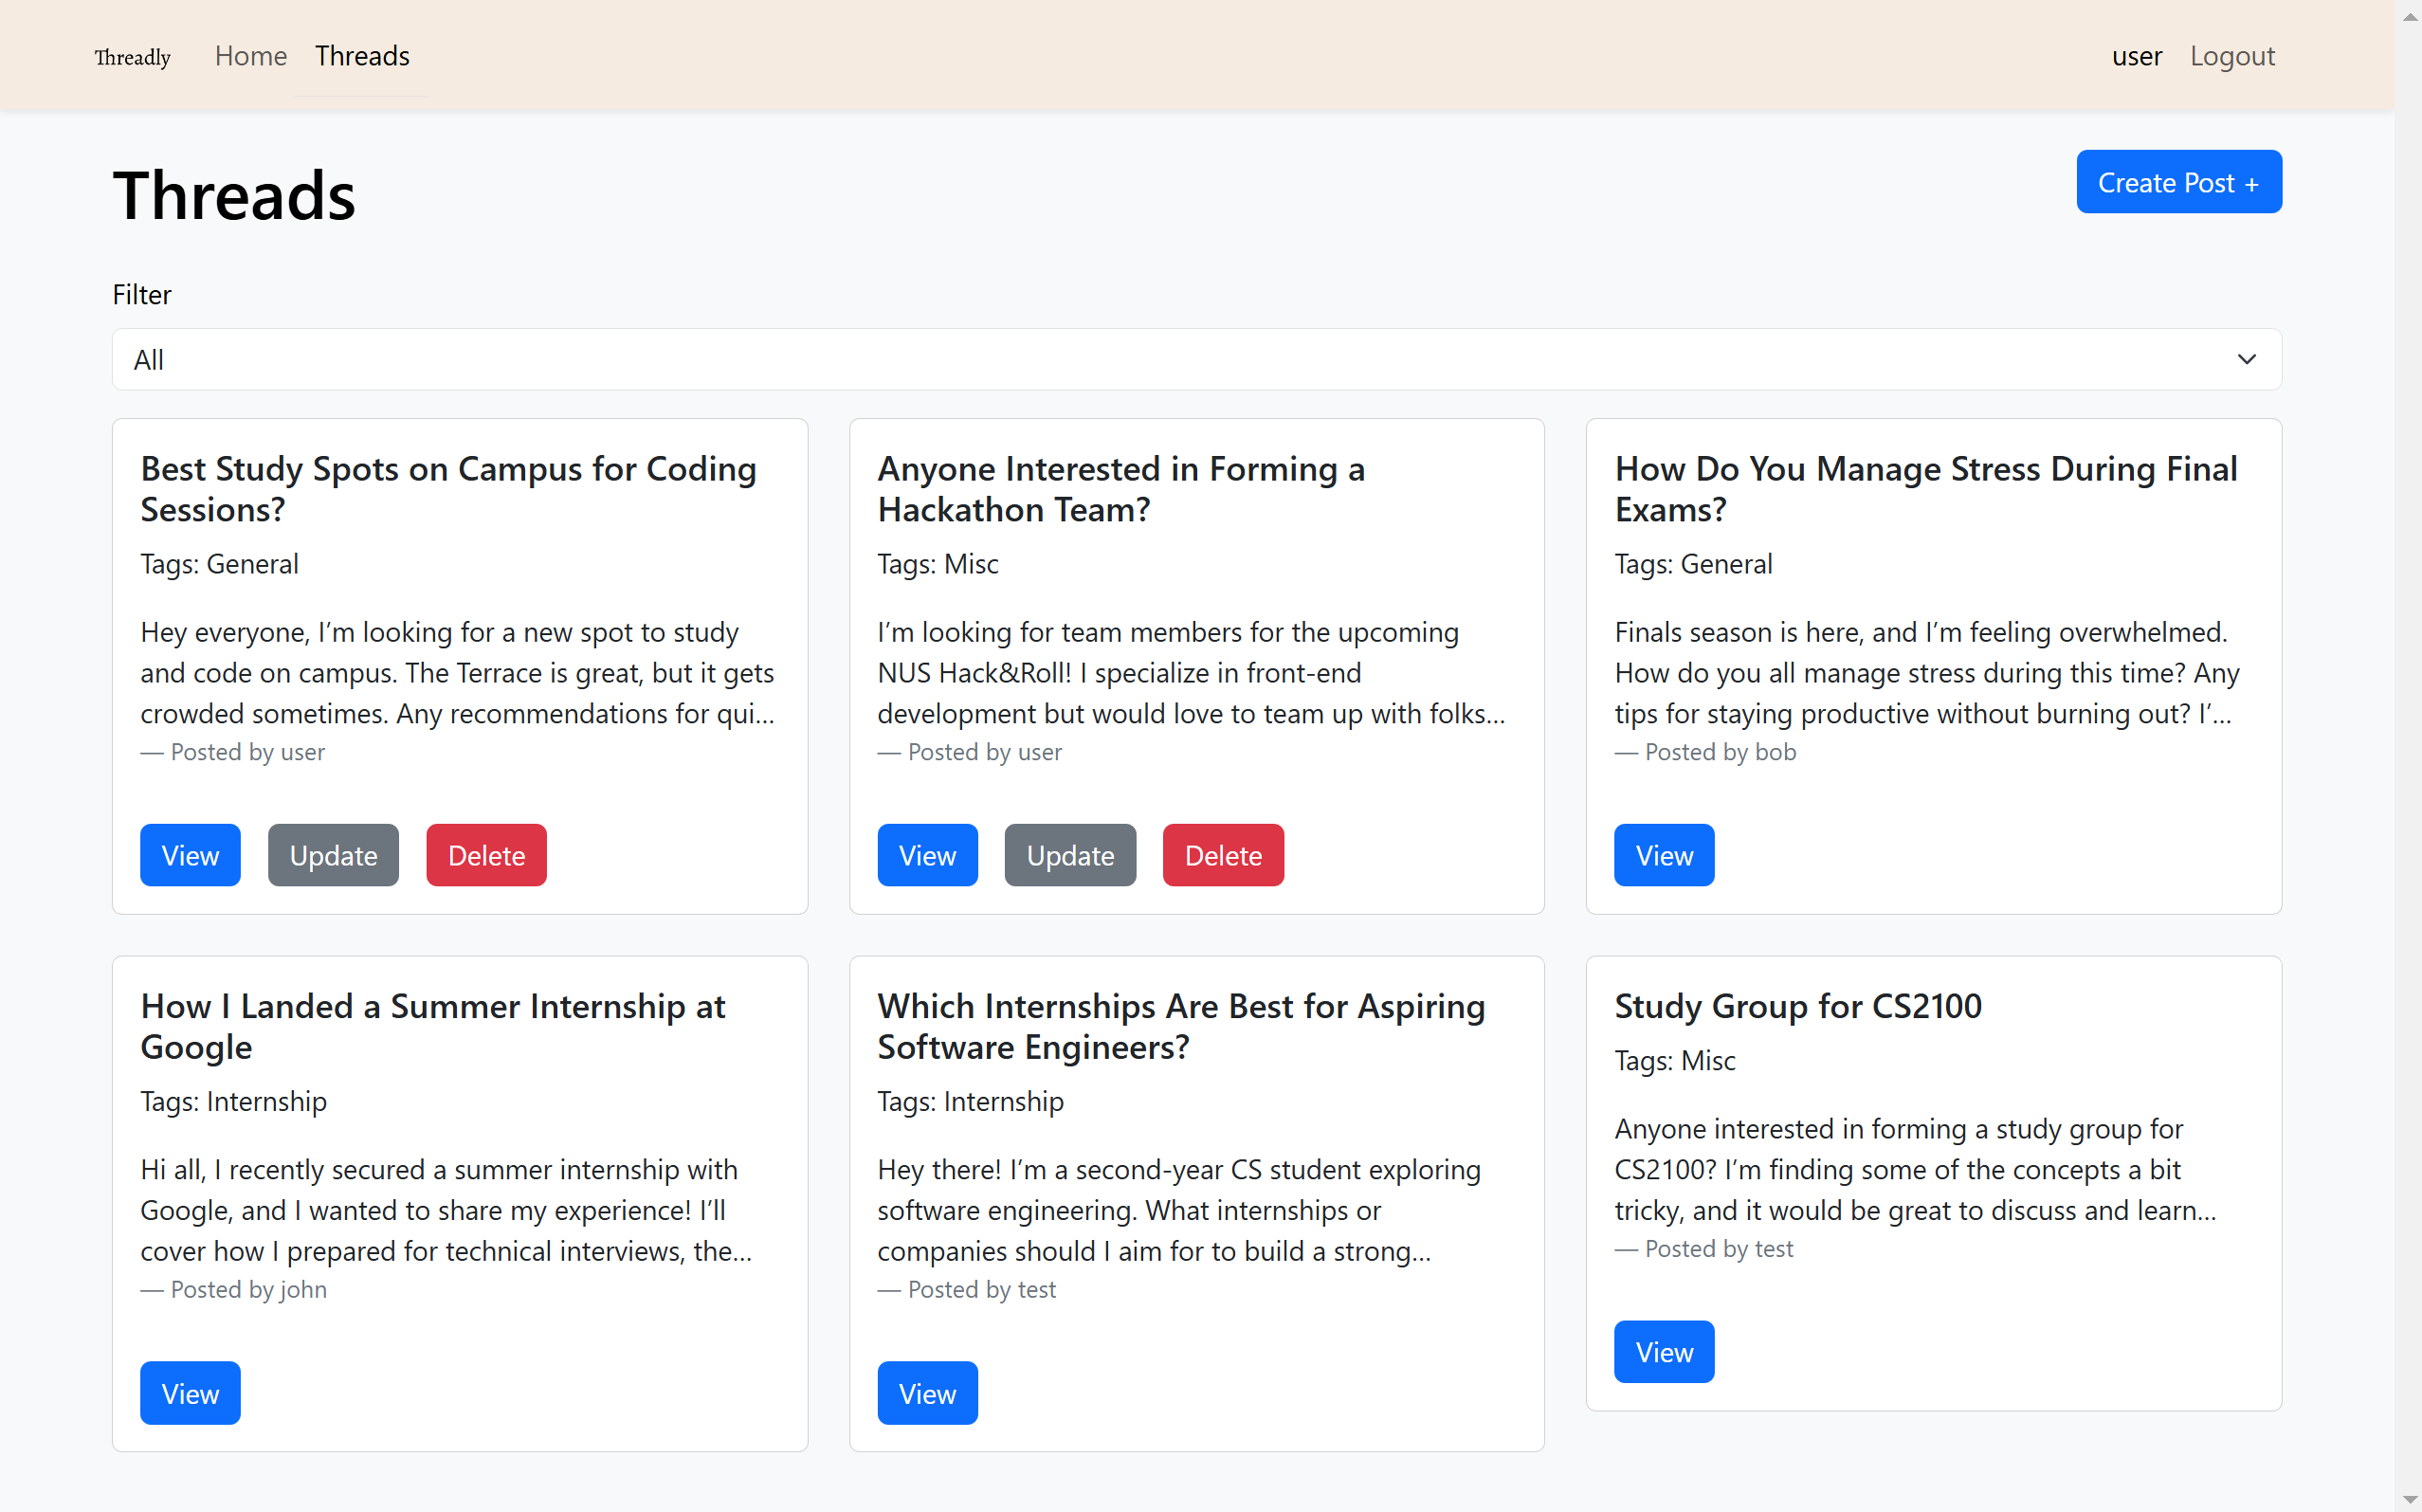 Threadly Home Threads user Logout
Threads
Create Post +
Filter
All
Best Study Spots on Campus for Coding
Sessions?
Tags: General
Hey everyone, I’m looking for a new spot to study
and code on campus. The Terrace is great, but it gets
crowded sometimes. Any recommendations for qui...
— Posted by user
View Update Delete
Anyone Interested in Forming a
Hackathon Team?
Tags: Misc
I’m looking for team members for the upcoming
NUS Hack&Roll! I specialize in front-end
development but would love to team up with folks...
— Posted by user
View Update Delete
How Do You Manage Stress During Final
Exams?
Tags: General
Finals season is here, and I’m feeling overwhelmed.
How do you all manage stress during this time? Any
tips for staying productive without burning out? I’...
— Posted by bob
View
How I Landed a Summer Internship at
Google
Tags: Internship
Hi all, I recently secured a summer internship with
Google, and I wanted to share my experience! I’ll
cover how I prepared for technical interviews, the...
— Posted by john
View
Which Internships Are Best for Aspiring
Software Engineers?
Tags: Internship
Hey there! I’m a second-year CS student exploring
software engineering. What internships or
companies should I aim for to build a strong...
— Posted by test
View
Study Group for CS2100
Tags: Misc
Anyone interested in forming a study group for
CS2100? I’m finding some of the concepts a bit
tricky, and it would be great to discuss and learn...
— Posted by test
View